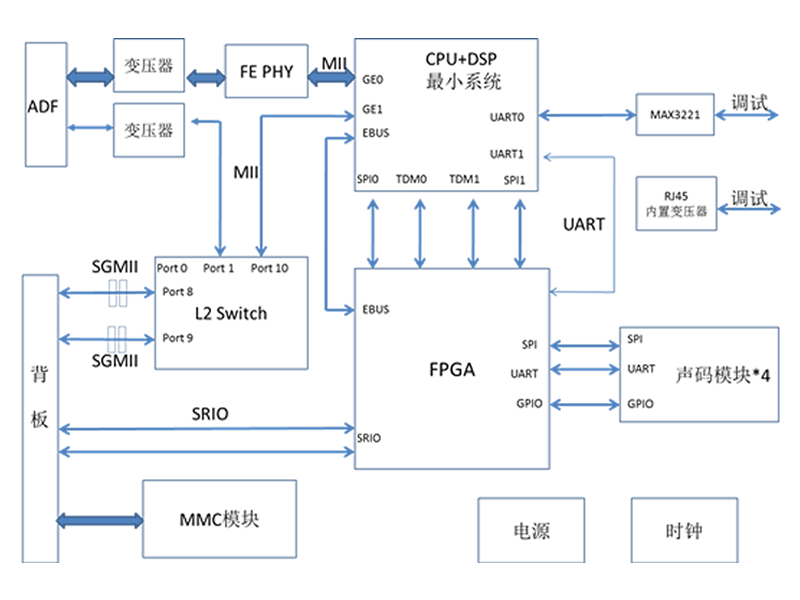 ADF
变压器
变压器
FE PHY
MII
CPU+DSP
最小系统
GE0
GE1
EBUS
UART0
UART1
SPI0
TDM0
TDM1
SPI1
MAX3221
调试
RJ45
内置变压器
调试
MII
UART
SGMII
SGMII
Port 0
Port 1
Port 10
Port 8
L2 Switch
Port 9
背
板
EBUS
FPGA
SPI
UART
GPIO
SRIO
SPI
UART
GPIO
声码模块*4
SRIO
MMC模块
电源
时钟